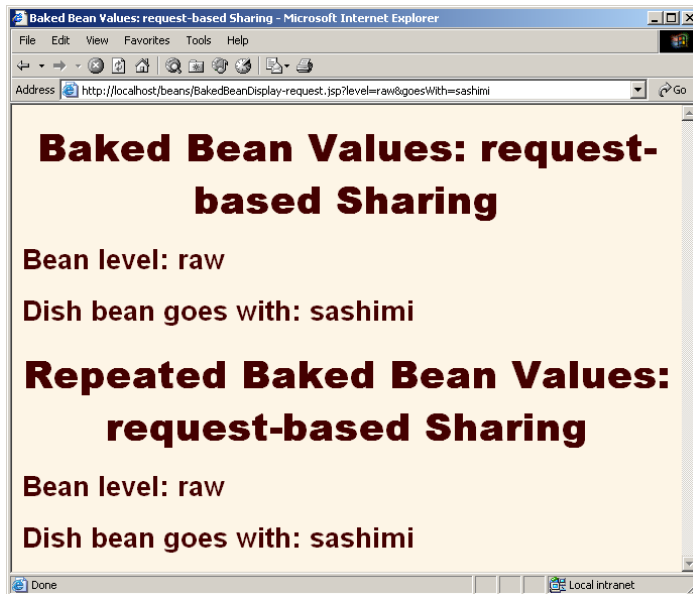 Baked Bean Values: request-based Sharing - Microsoft Internet Explorer
File Edit View Favorites Tools Help
Address http://localhost/beans/BakedBeanDisplay-request.jsp?level=raw&goesWith=sashimi Go
Baked Bean Values: request-
based Sharing
Bean level: raw
Dish bean goes with: sashimi
Repeated Baked Bean Values:
request-based Sharing
Bean level: raw
Dish bean goes with: sashimi
Done Local intranet